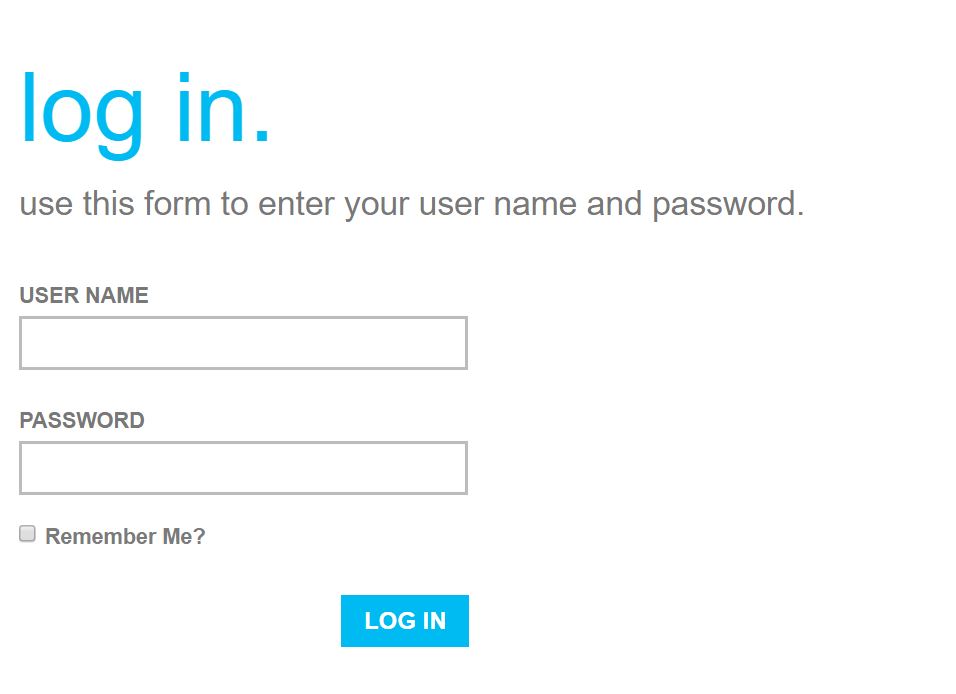 log in.
use this form to enter your user name and password.
USER NAME
PASSWORD
Remember Me?
LOG IN